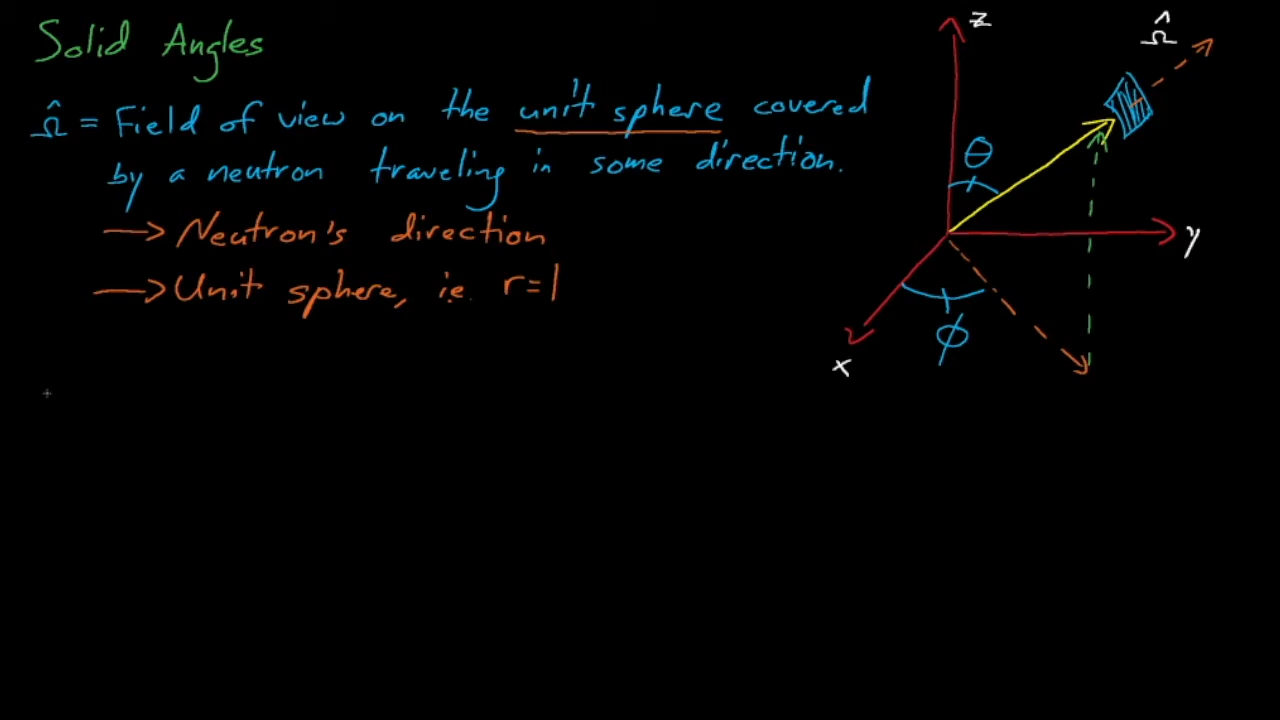 Solid Angles
Ω̂ = Field of view on the unit sphere covered
by a neutron traveling in some direction.
→ Neutron's direction
→ Unit sphere, i.e. r=1
z
Ω̂
θ
y
ϕ
x